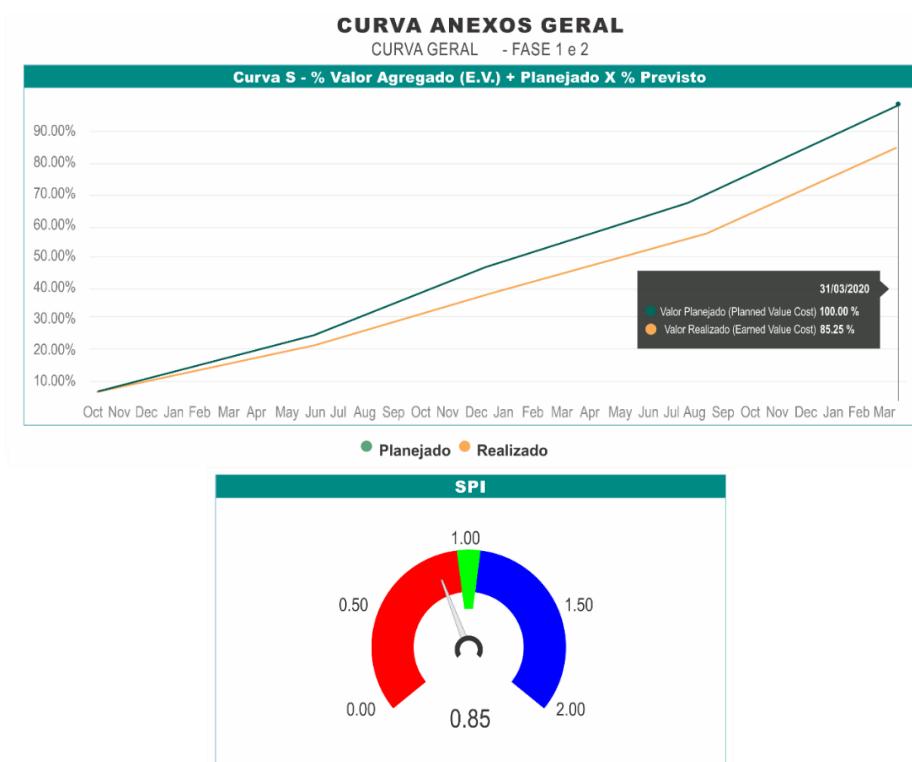 CURVA ANEXOS GERAL
CURVA GERAL - FASE 1 e 2
Curva S - % Valor Agregado (E.V.) + Planejado X % Previsto
90.00%
80.00%
70.00%
60.00%
50.00%
40.00%
30.00%
20.00%
10.00%
31/03/2020
Valor Planejado (Planned Value Cost) 100.00 %
Valor Realizado (Earned Value Cost) 85.25 %
Oct Nov Dec Jan Feb Mar Apr May Jun Jul Aug Sep Oct Nov Dec Jan Feb Mar Apr May Jun Jul Aug Sep Oct Nov Dec Jan Feb Mar
Planejado Realizado
SPI
1.00
0.50 1.50
0.00 2.00
0.85